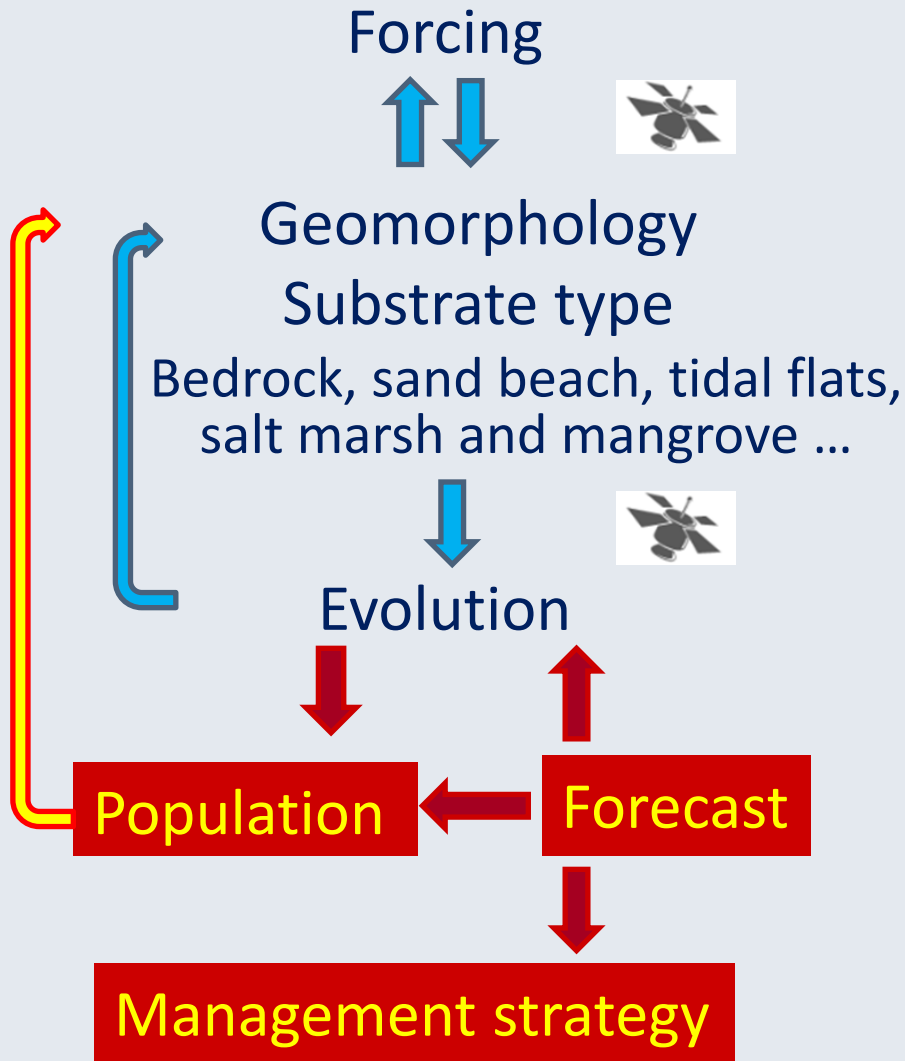 Forcing
Geomorphology
Substrate type
Bedrock, sand beach, tidal flats,
salt marsh and mangrove ...
Evolution
Population
Forecast
Management strategy